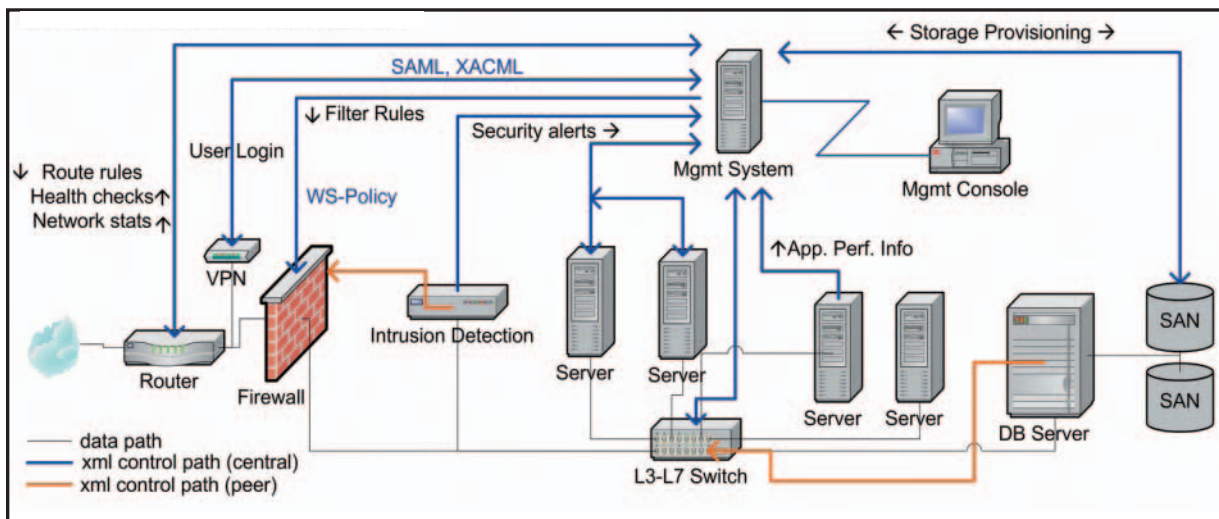 ← Storage Provisioning →
SAML, XACML
↓ Filter Rules
Security alerts →
User Login
Mgmt System
Mgmt Console
↓ Route rules
Health checks↑
Network stats ↑
WS-Policy
↑App. Perf. Info
VPN
Intrusion Detection
SAN
Router
Firewall
Server
Server
Server
Server
DB Server
SAN
data path
xml control path (central)
xml control path (peer)
L3-L7 Switch